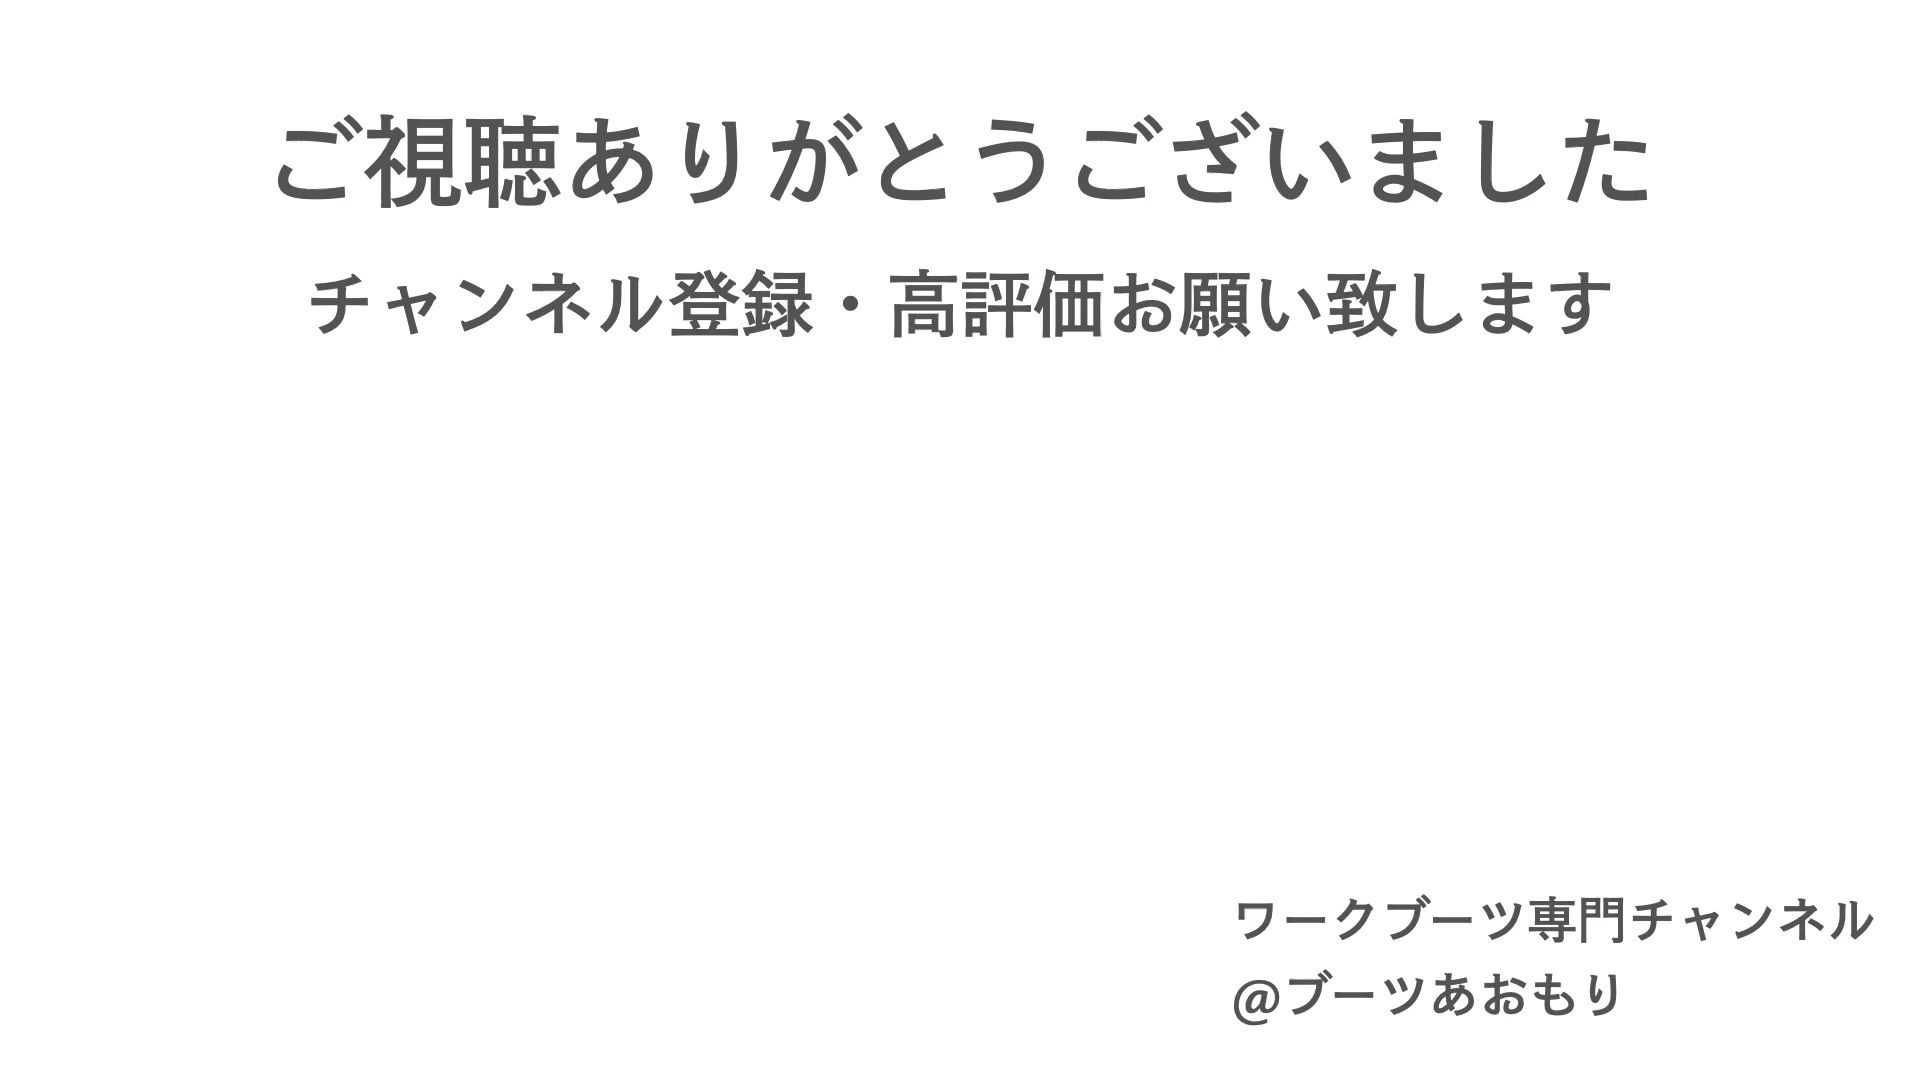 ご視聴ありがとうございました
チャンネル登録・高評価お願い致します
ワークブーツ専門チャンネル
@ブーツあおもり